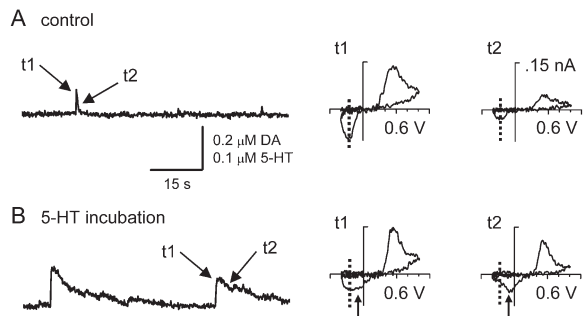 A control
t1
t2
0.2 µM DA
0.1 µM 5-HT
15 s
t1
0.6 V
t2
.15 nA
0.6 V
B 5-HT incubation
t1
t2
t1
0.6 V
t2
0.6 V